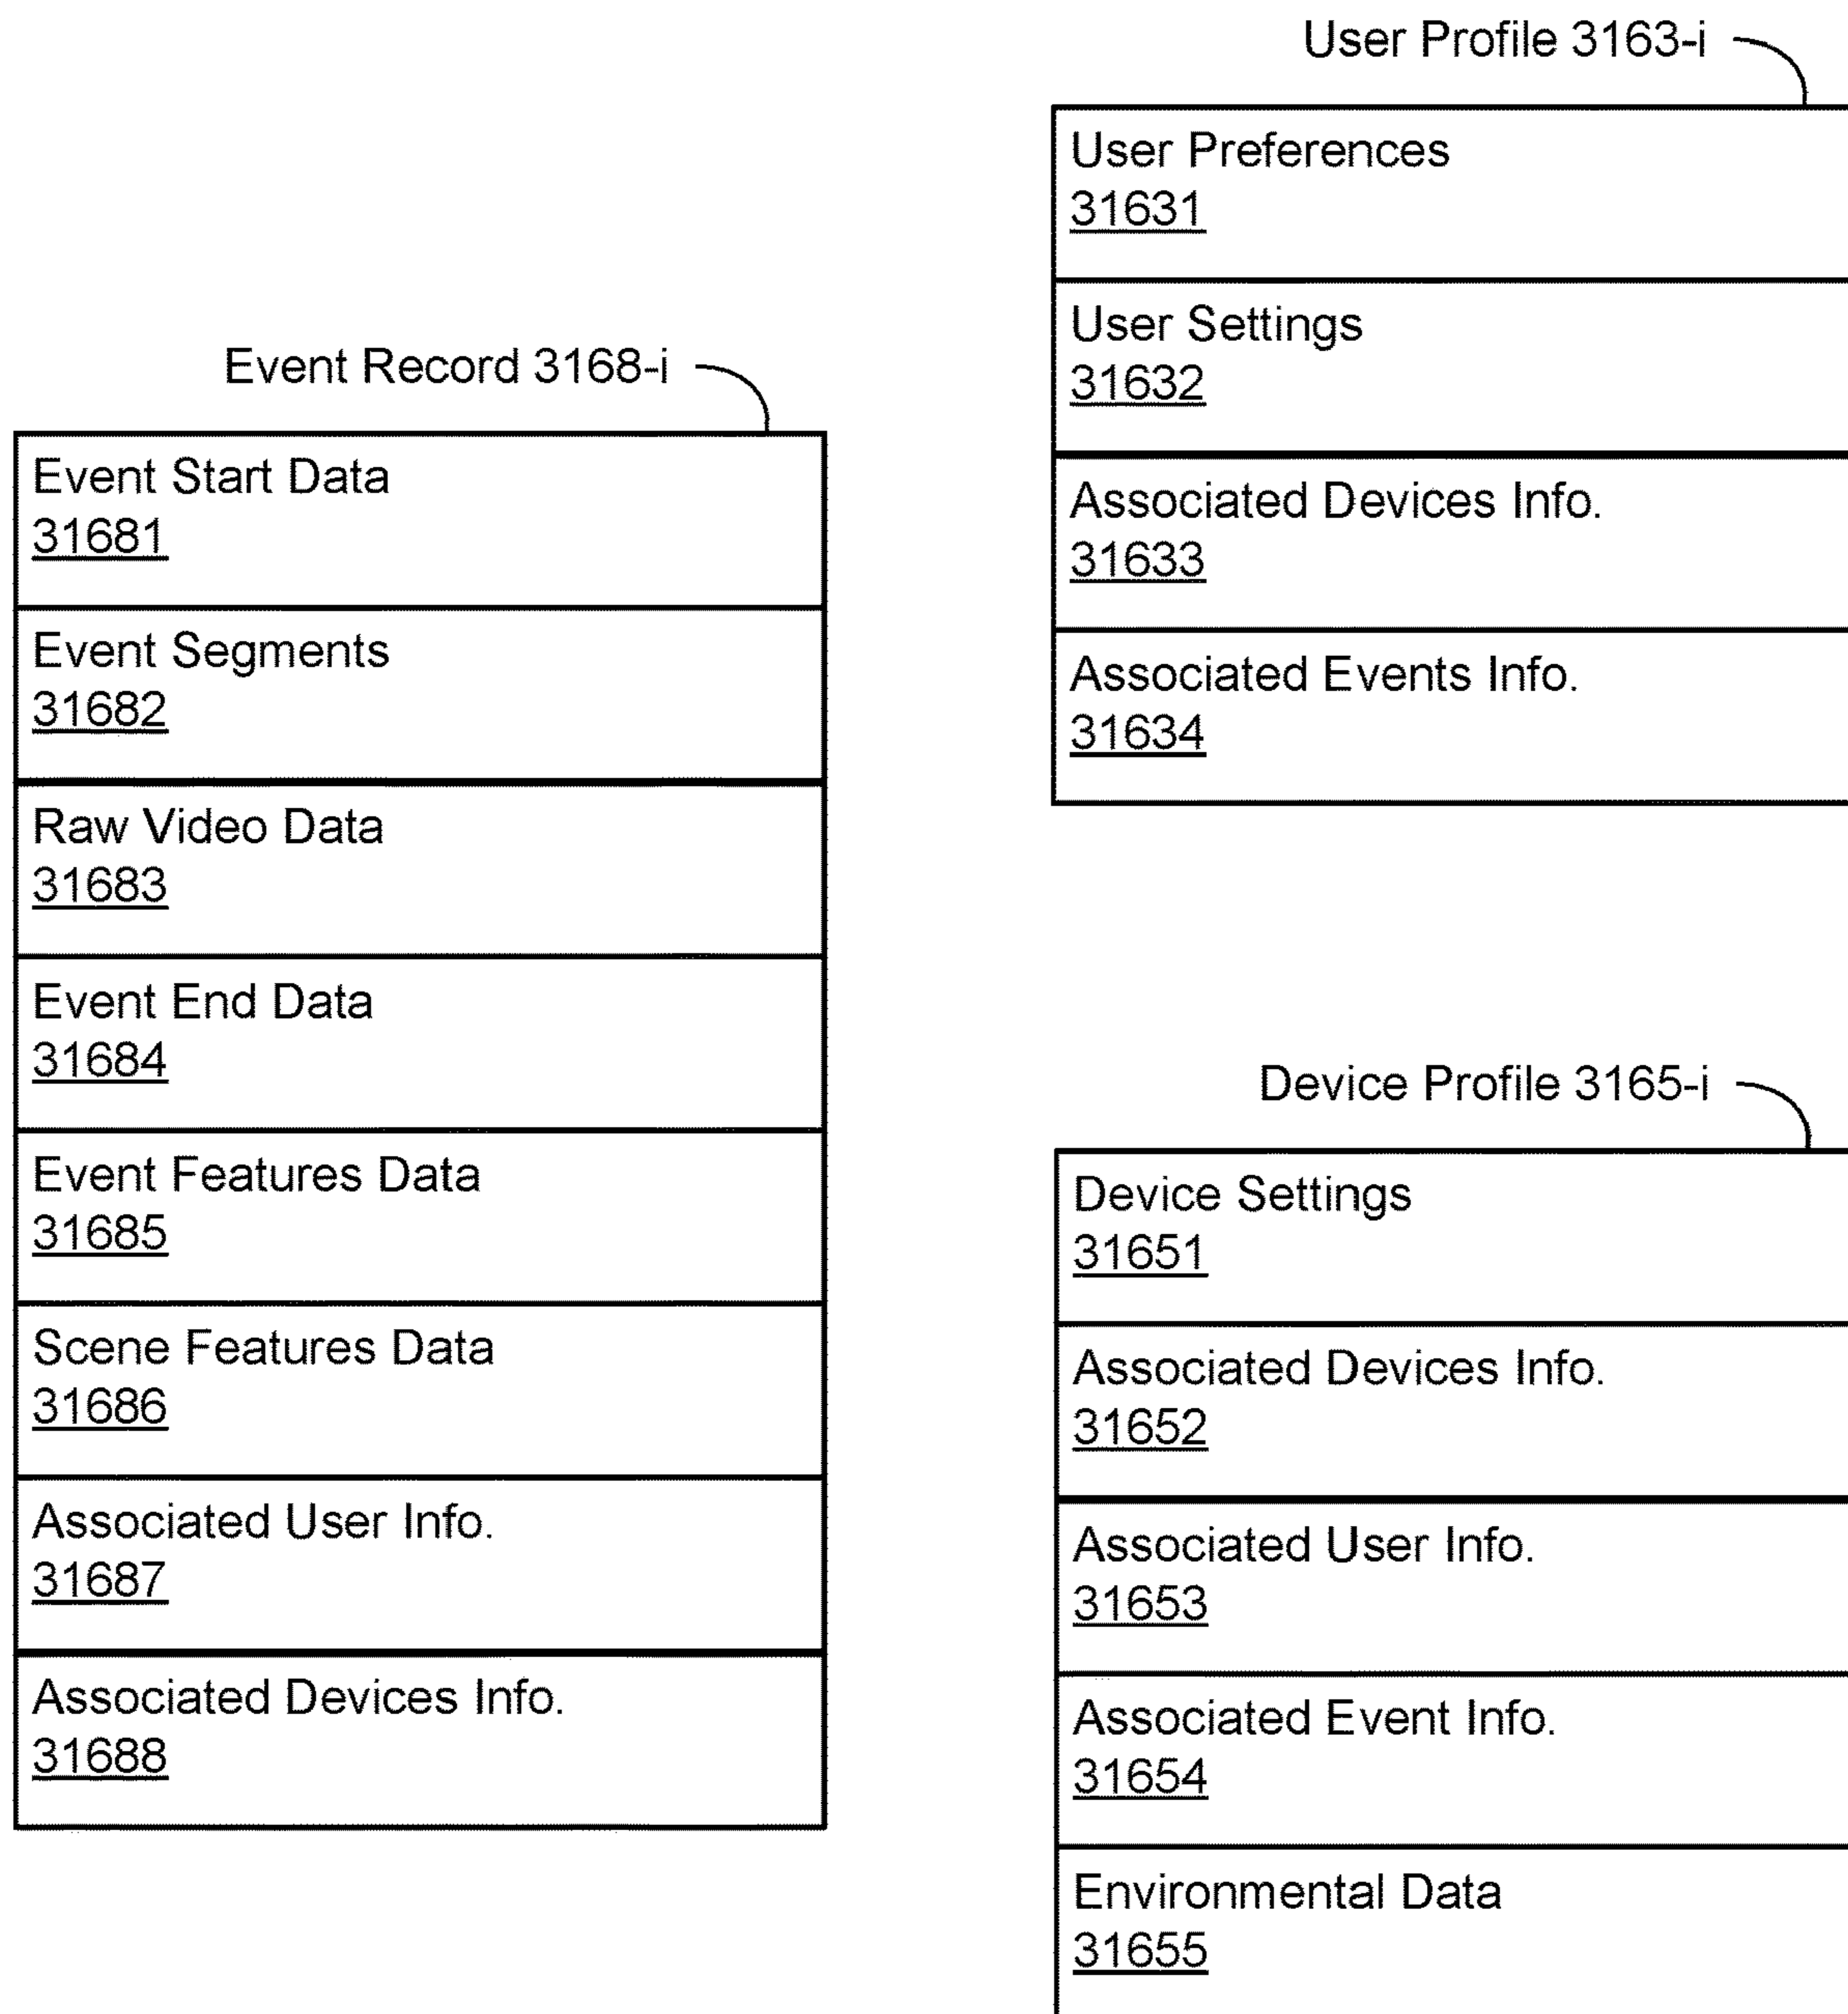 User Profile 3163-i
User Preferences
31631
User Settings
31632
Associated Devices Info.
31633
Associated Events Info.
31634
Event Record 3168-i
Event Start Data
31681
Event Segments
31682
Raw Video Data
31683
Event End Data
31684
Event Features Data
31685
Scene Features Data
31686
Associated User Info.
31687
Associated Devices Info.
31688
Device Profile 3165-i
Device Settings
31651
Associated Devices Info.
31652
Associated User Info.
31653
Associated Event Info.
31654
Environmental Data
31655